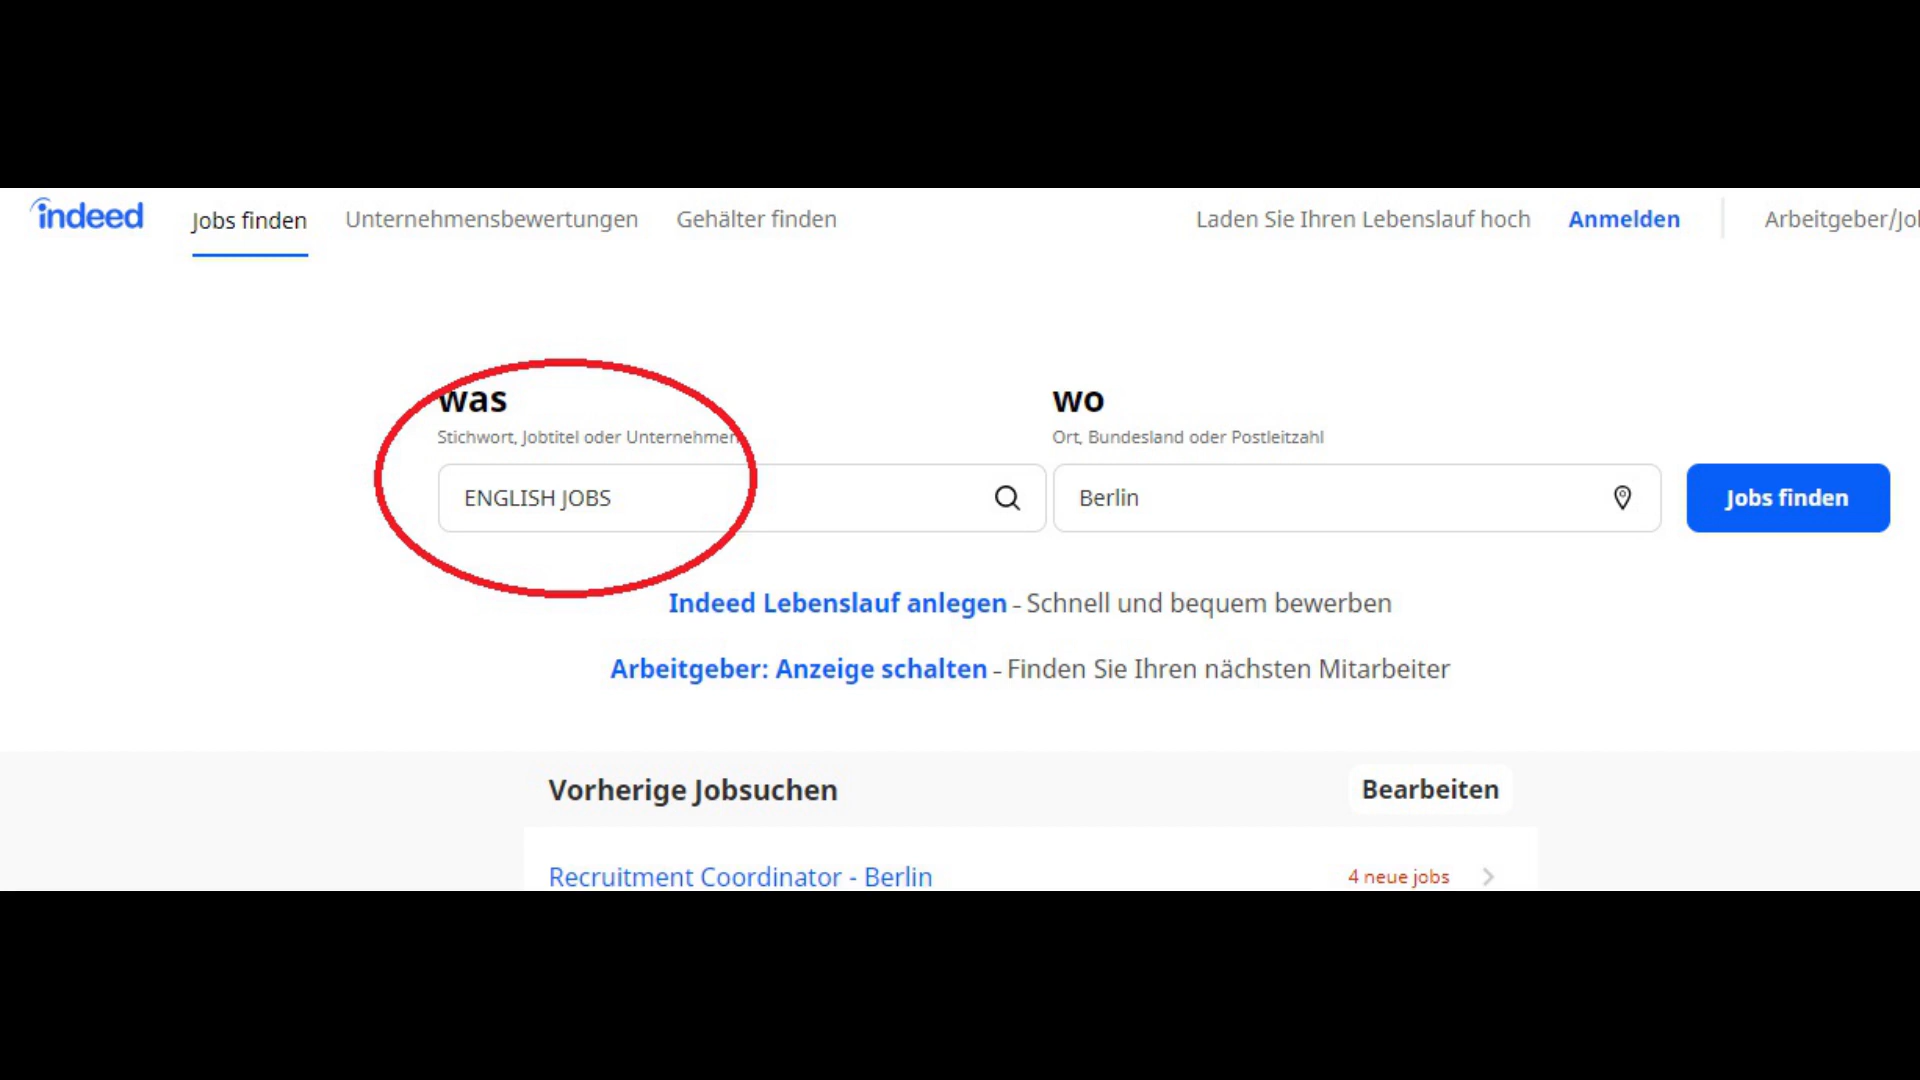 indeed Jobs finden Unternehmensbewertungen Gehälter finden Laden Sie Ihren Lebenslauf hoch Anmelden Arbeitgeber/Jo
was wo
Stichwort, Jobtitel oder Unternehmen Ort, Bundesland oder Postleitzahl
ENGLISH JOBS Berlin Jobs finden
Indeed Lebenslauf anlegen - Schnell und bequem bewerben
Arbeitgeber: Anzeige schalten - Finden Sie Ihren nächsten Mitarbeiter
Vorherige Jobsuchen Bearbeiten
Recruitment Coordinator - Berlin 4 neue jobs